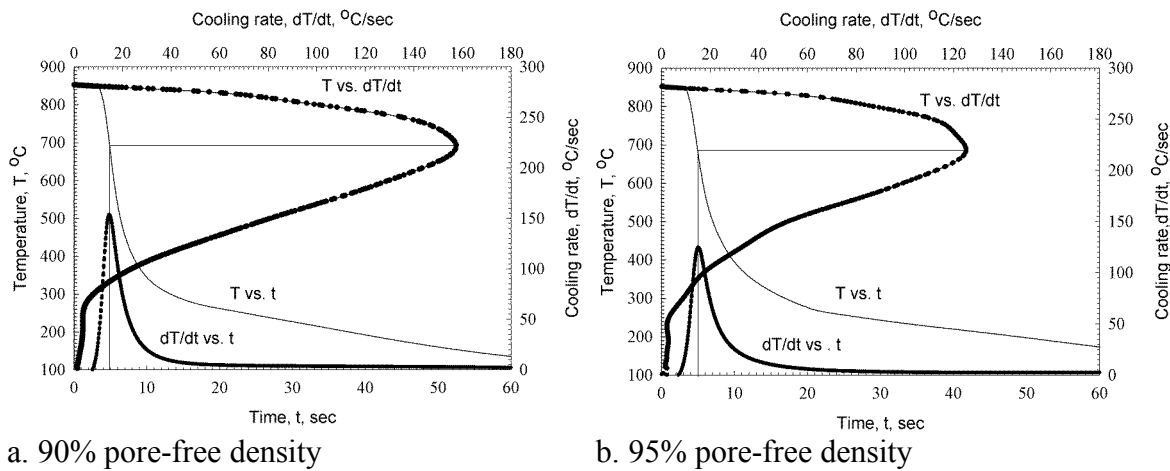 Cooling rate, dT/dt, °C/sec
0 20 40 60 80 100 120 140 160 180
900
800
700
600
500
400
300
200
100
Temperature, T, °C
300
250
200
150
100
50
0
Cooling rate, dT/dt, °C/sec
T vs. dT/dt
T vs. t
dT/dt vs. t
0 10 20 30 40 50 60
Time, t, sec
a. 90% pore-free density
Cooling rate, dT/dt, °C/sec
0 20 40 60 80 100 120 140 160 180
900
800
700
600
500
400
300
200
100
Temperature, T, °C
300
250
200
150
100
50
0
Cooling rate,dT/dt, °C/sec
T vs. dT/dt
T vs. t
dT/dt vs . t
0 10 20 30 40 50 60
Time, t, sec
b. 95% pore-free density